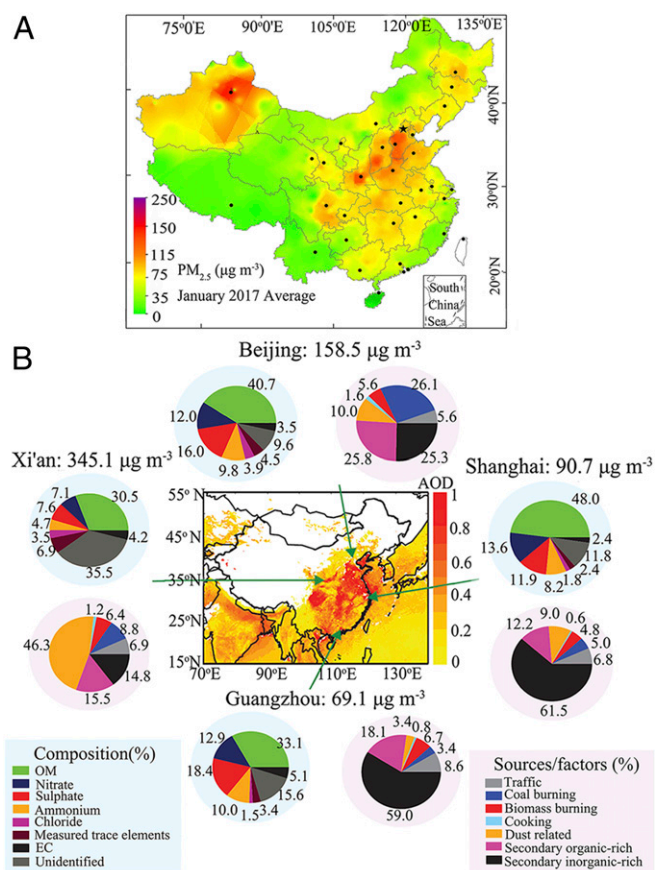 A
75°0'E 90°0'E 105°0'E 120°0'E 135°0'E
40°0'N
30°0'N
20°0'N
250
150
115
75
35
0
PM2.5 (μg m-3)
January 2017 Average
South
China
Sea
B
Beijing: 158.5 μg m-3
40.7
12.0
16.0
9.8
3.9
4.5
9.6
3.5
5.6
1.6
10.0
25.8
26.1
5.6
25.3
Xi'an: 345.1 μg m-3
7.1
7.6
4.7
3.5
6.9
35.5
30.5
4.2
1.2
6.4
8.8
6.9
14.8
15.5
46.3
AOD
1
0.8
0.6
0.4
0.2
0
55° N
45°N
35°N
25°N
15°N
70°E 90°E 110°E 130°E
Shanghai: 90.7 μg m-3
48.0
13.6
11.9
8.2
1.8
2.4
11.8
2.4
9.0
0.6
12.2
4.8
5.0
6.8
61.5
Guangzhou: 69.1 μg m-3
12.9
33.1
18.4
10.0
1.5
3.4
15.6
5.1
18.1
3.4
0.8
6.7
3.4
8.6
59.0
Composition(%)
OM
Nitrate
Sulphate
Ammonium
Chloride
Measured trace elements
EC
Unidentified
Sources/factors (%)
Traffic
Coal burning
Biomass burning
Cooking
Dust related
Secondary organic-rich
Secondary inorganic-rich